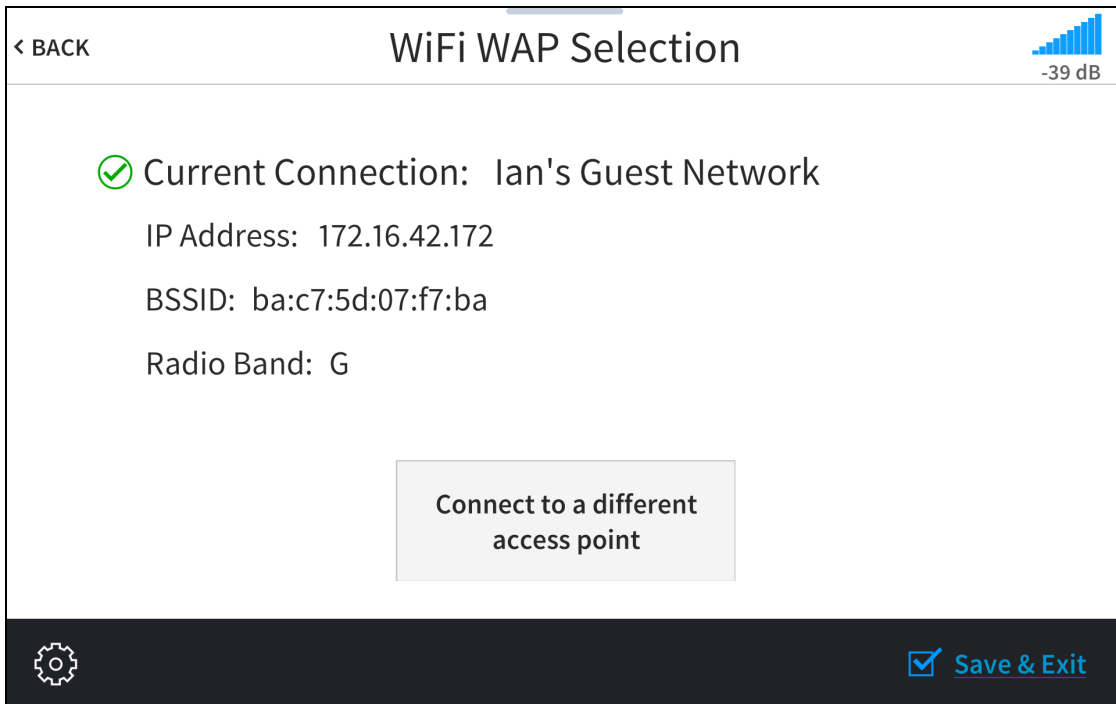 < BACK
WiFi WAP Selection
-39 dB
Current Connection: Ian's Guest Network
IP Address: 172.16.42.172
BSSID: ba:c7:5d:07:f7:ba
Radio Band: G
Connect to a different
access point
Save & Exit